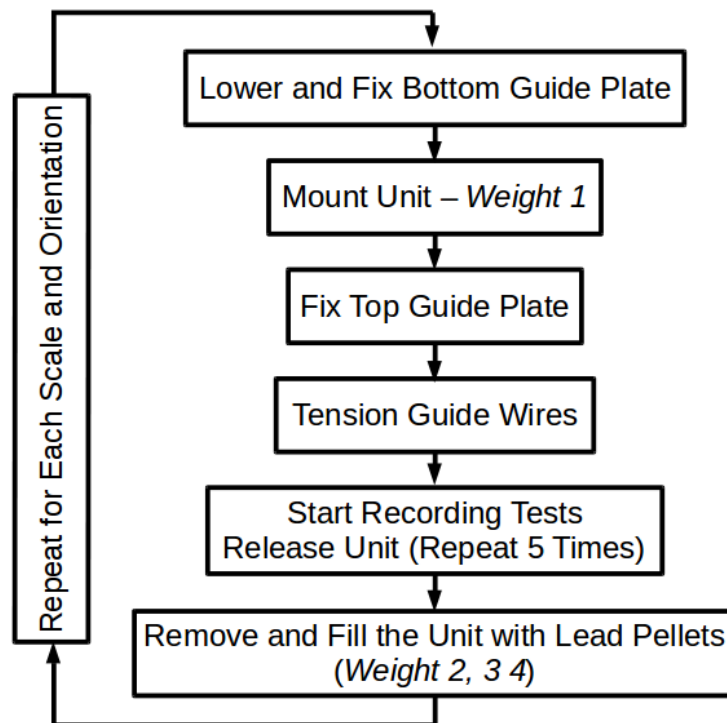 Lower and Fix Bottom Guide Plate
Mount Unit – Weight 1
Fix Top Guide Plate
Tension Guide Wires
Start Recording Tests
Release Unit (Repeat 5 Times)
Remove and Fill the Unit with Lead Pellets
(Weight 2, 3 4)
Repeat for Each Scale and Orientation